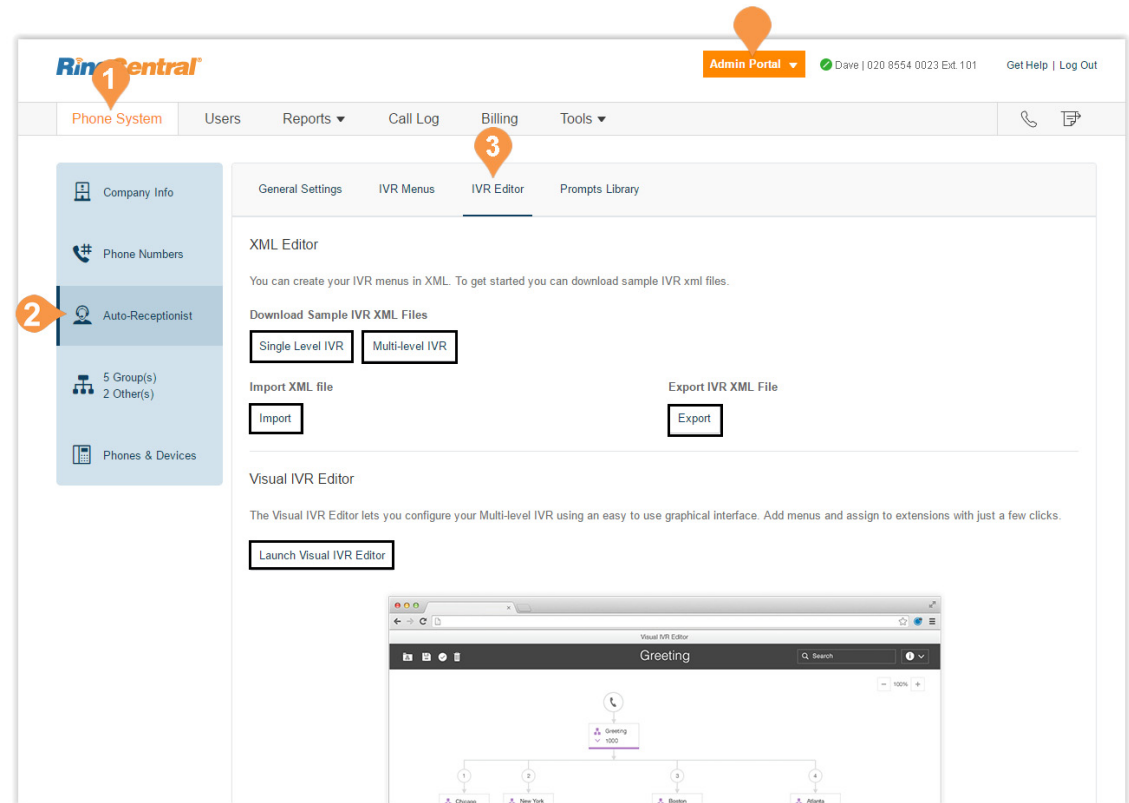 RingCentral®
Admin Portal
Dave | 020 8554 0023 Ext. 101
Get Help | Log Out
1
Phone System
Users
Reports
Call Log
Billing
Tools
3
Company Info
Phone Numbers
2
Auto-Receptionist
5 Group(s)
2 Other(s)
Phones & Devices
General Settings
IVR Menus
IVR Editor
Prompts Library
XML Editor
You can create your IVR menus in XML. To get started you can download sample IVR xml files.
Download Sample IVR XML Files
Single Level IVR
Multi-level IVR
Import XML file
Export IVR XML File
Import
Export
Visual IVR Editor
The Visual IVR Editor lets you configure your Multi-level IVR using an easy to use graphical interface. Add menus and assign to extensions with just a few clicks.
Launch Visual IVR Editor
Visual IVR Editor
Greeting
Search
100%
Greeting
1000
1
2
3
4
Chicago
New York
Boston
Atlanta